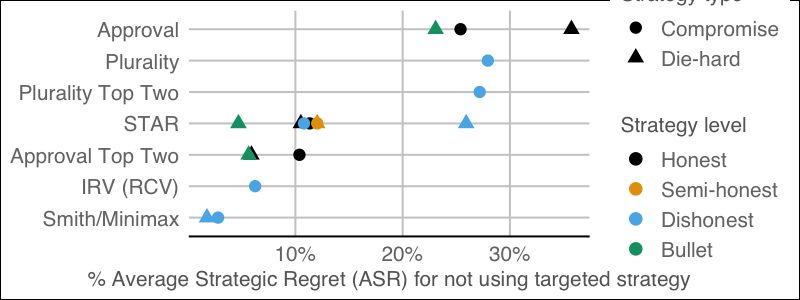 Strategy type
Approval
Compromise
Plurality
Die-hard
Plurality Top Two
STAR
Strategy level
Approval Top Two
Honest
IRV (RCV)
Semi-honest
Smith/Minimax
Dishonest
10%
20%
30%
Bullet
% Average Strategic Regret (ASR) for not using targeted strategy